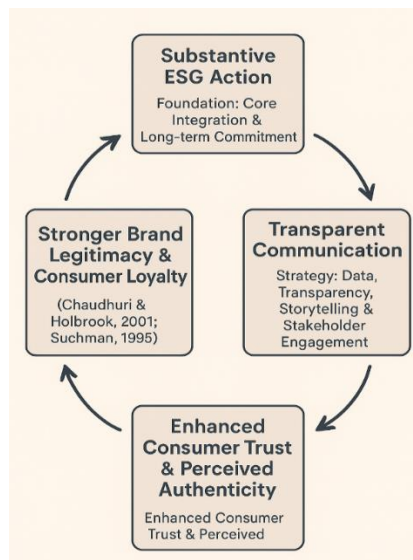 Substantive
ESG Action
Foundation: Core
Integration &
Long-term Commitment
Transparent
Communication
Strategy: Data,
Transparency,
Storytelling &
Stakeholder
Engagement
Enhanced
Consumer Trust
& Perceived
Authenticity
Enhanced Consumer
Trust & Perceived
Stronger Brand
Legitimacy &
Consumer Loyalty
(Chaudhuri &
Holbrook, 2001;
Suchman, 1995)